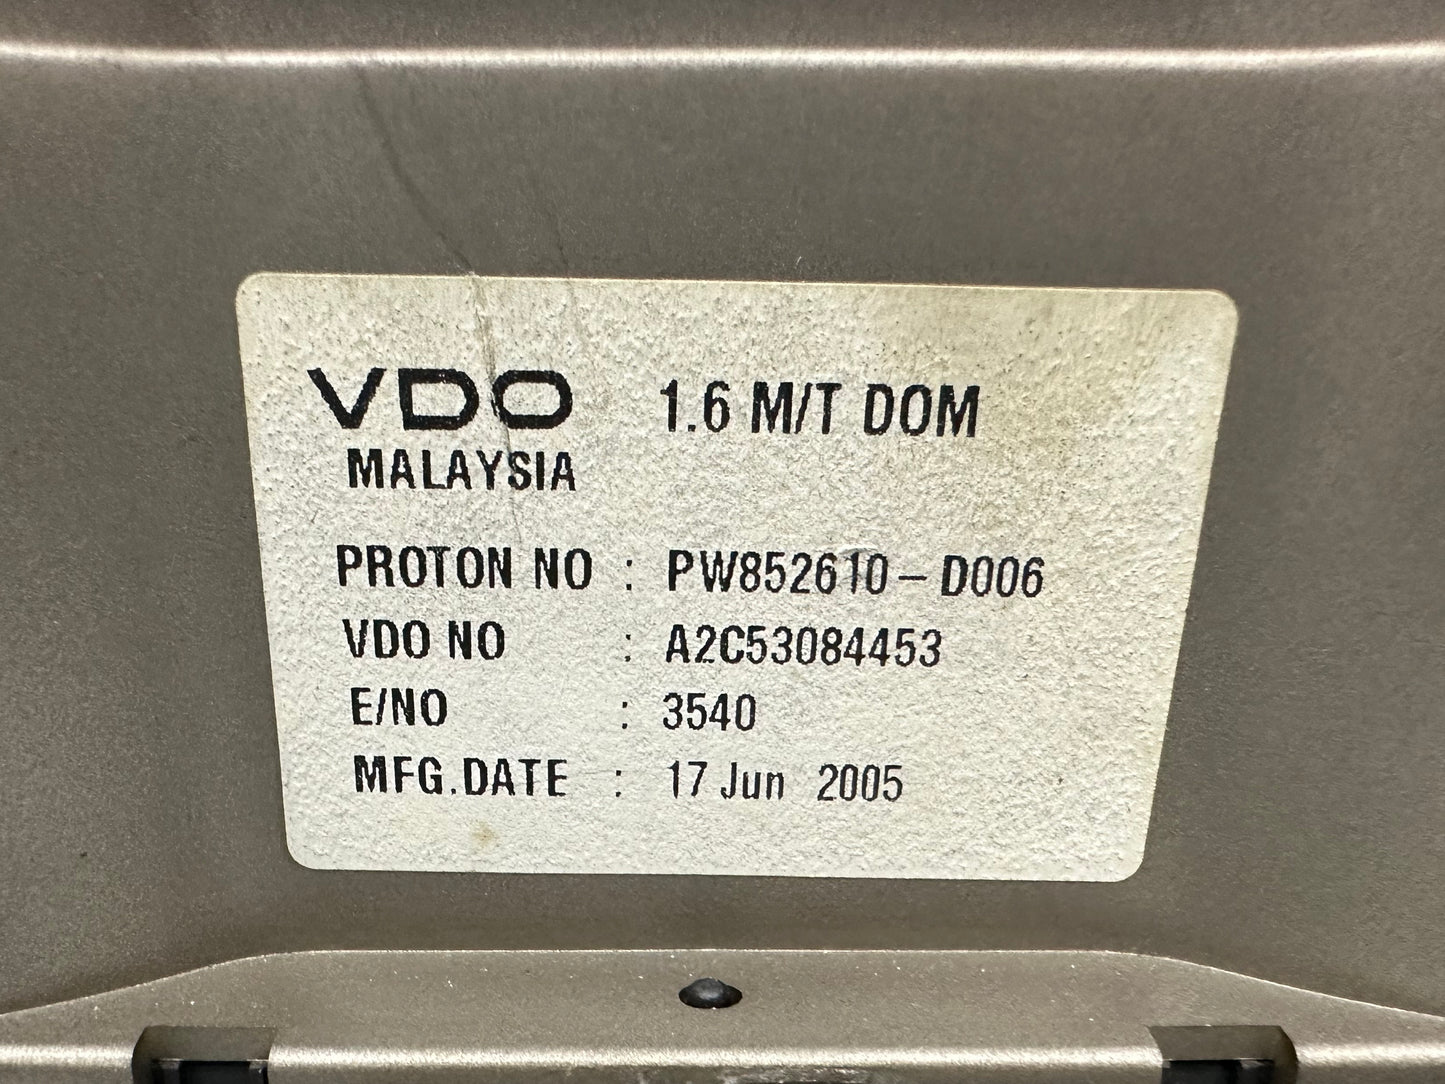 VDO 1.6 M/T DOM
MALAYSIA
PROTON NO : PW852610-D006
VDO NO : A2C53084453
E/NO : 3540
MFG.DATE : 17 Jun 2005